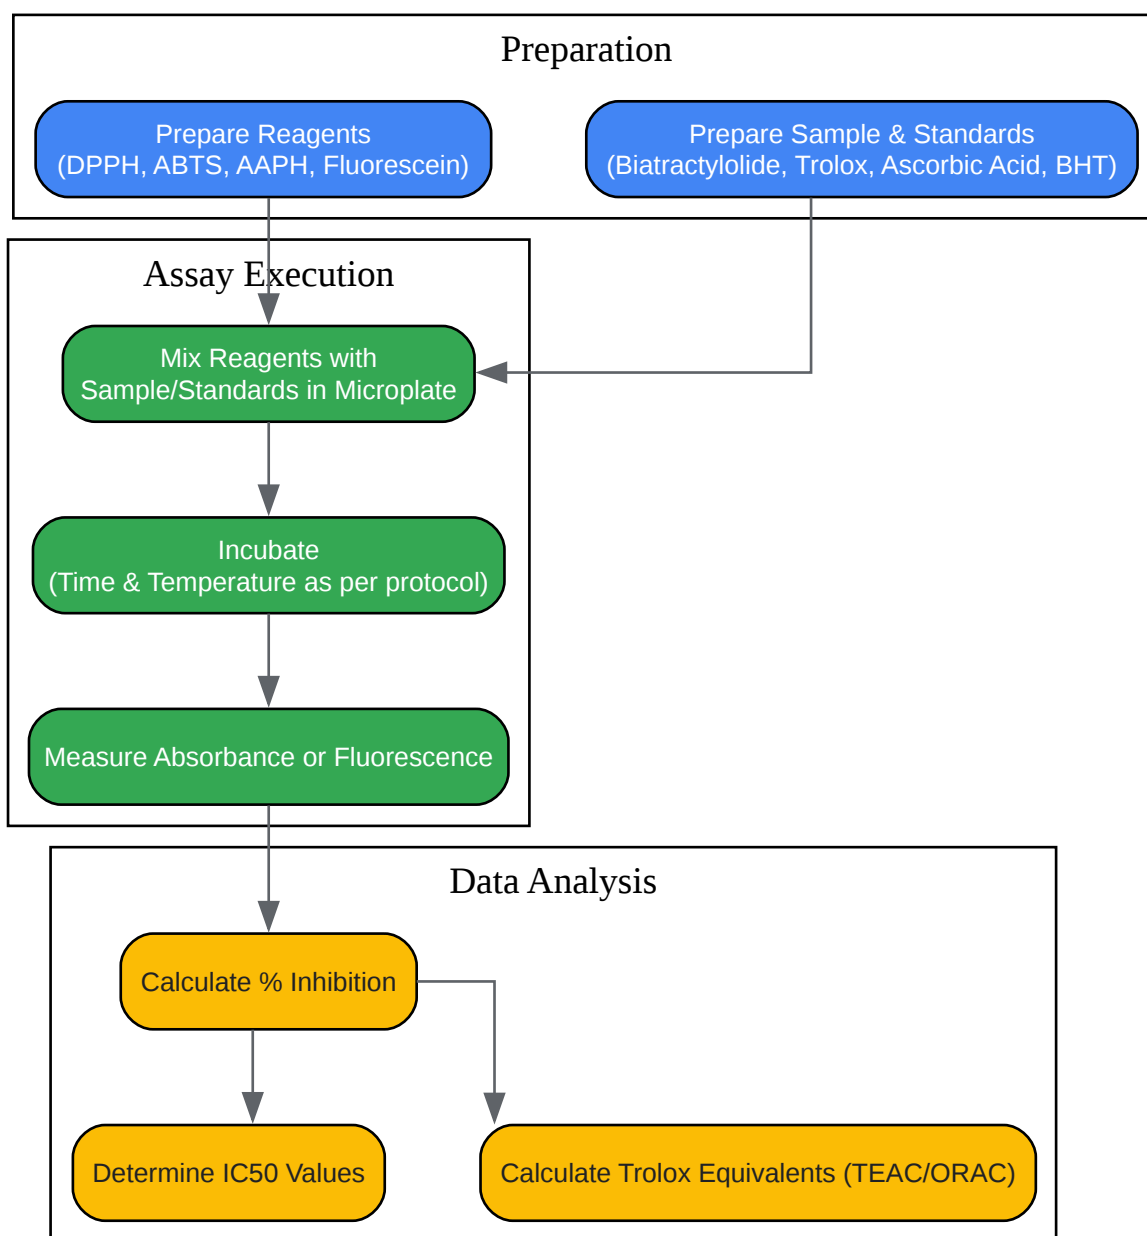 Preparation
Prepare Reagents
(DPPH, ABTS, AAPH, Fluorescein)
Prepare Sample & Standards
(Biatractylolide, Trolox, Ascorbic Acid, BHT)
Assay Execution
Mix Reagents with
Sample/Standards in Microplate
Incubate
(Time & Temperature as per protocol)
Measure Absorbance or Fluorescence
Data Analysis
Calculate % Inhibition
Determine IC50 Values
Calculate Trolox Equivalents (TEAC/ORAC)